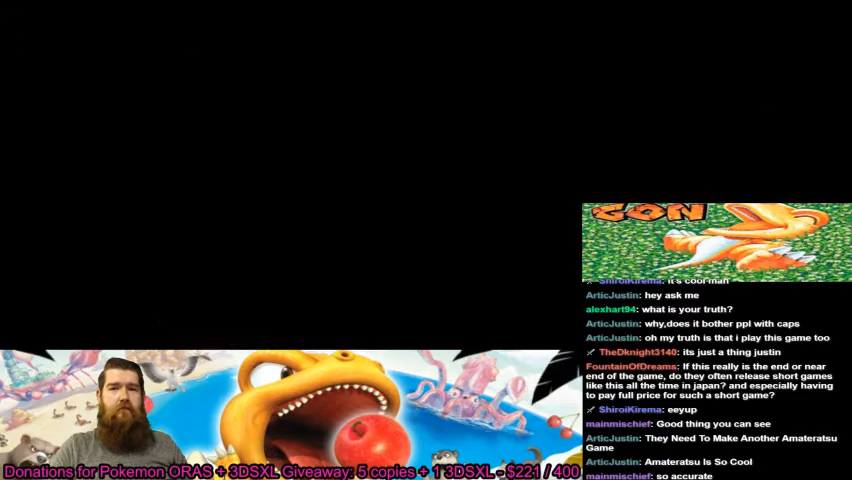 GON
ShiroiKirema: it's cool man
ArticJustin: hey ask me
alexhart94: what is your truth?
ArticJustin: why,does it bother ppl with caps
ArticJustin: oh my truth is that i play this game too
TheDknight3140: its just a thing justin
FountainOfDreams: If this really is the end or near
end of the game, do they often release short games
like this all the time in japan? and especially having
to pay full price for such a short game?
ShiroiKirema: eeyup
mainmischief: Good thing you can see
ArticJustin: They Need To Make Another Amateratsu
Game
ArticJustin: Amateratsu Is So Cool
mainmischief: so accurate
Donations for Pokemon ORAS + 3DSXL Giveaway: 5 copies + 1 3DSXL - $221 / 400